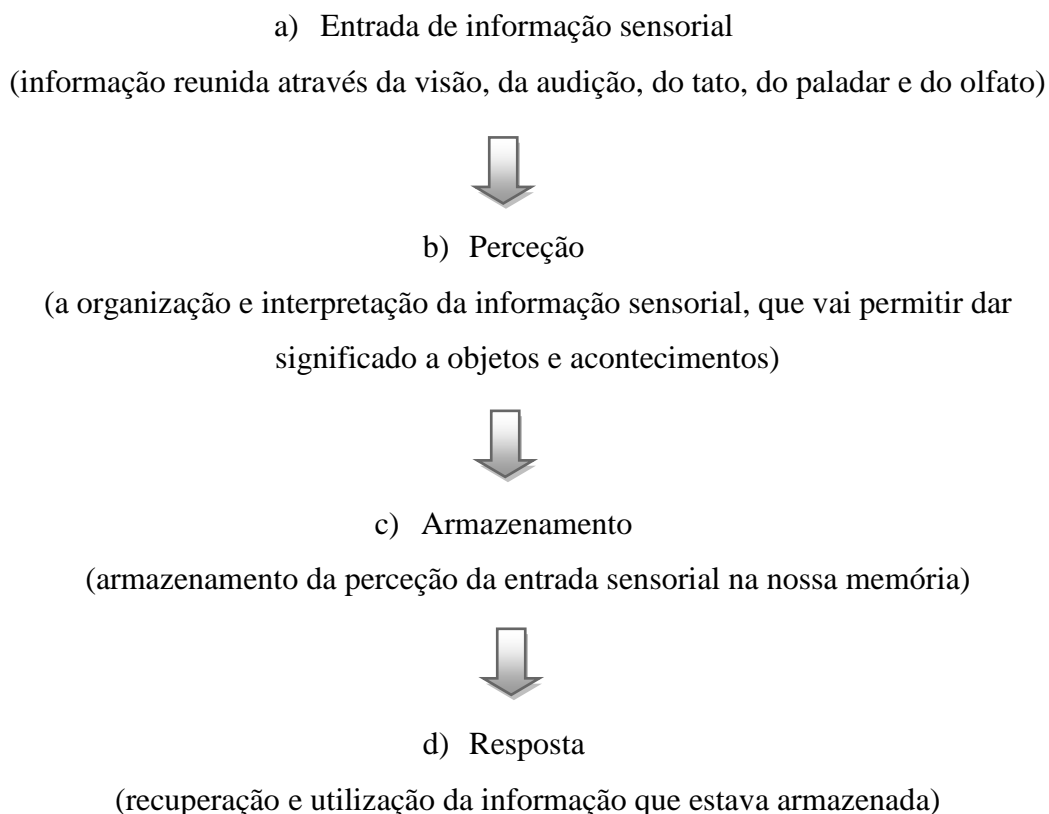 a) Entrada de informação sensorial
(informação reunida através da visão, da audição, do tato, do paladar e do olfato)
b) Perceção
(a organização e interpretação da informação sensorial, que vai permitir dar
significado a objetos e acontecimentos)
c) Armazenamento
(armazenamento da perceção da entrada sensorial na nossa memória)
d) Resposta
(recuperação e utilização da informação que estava armazenada)